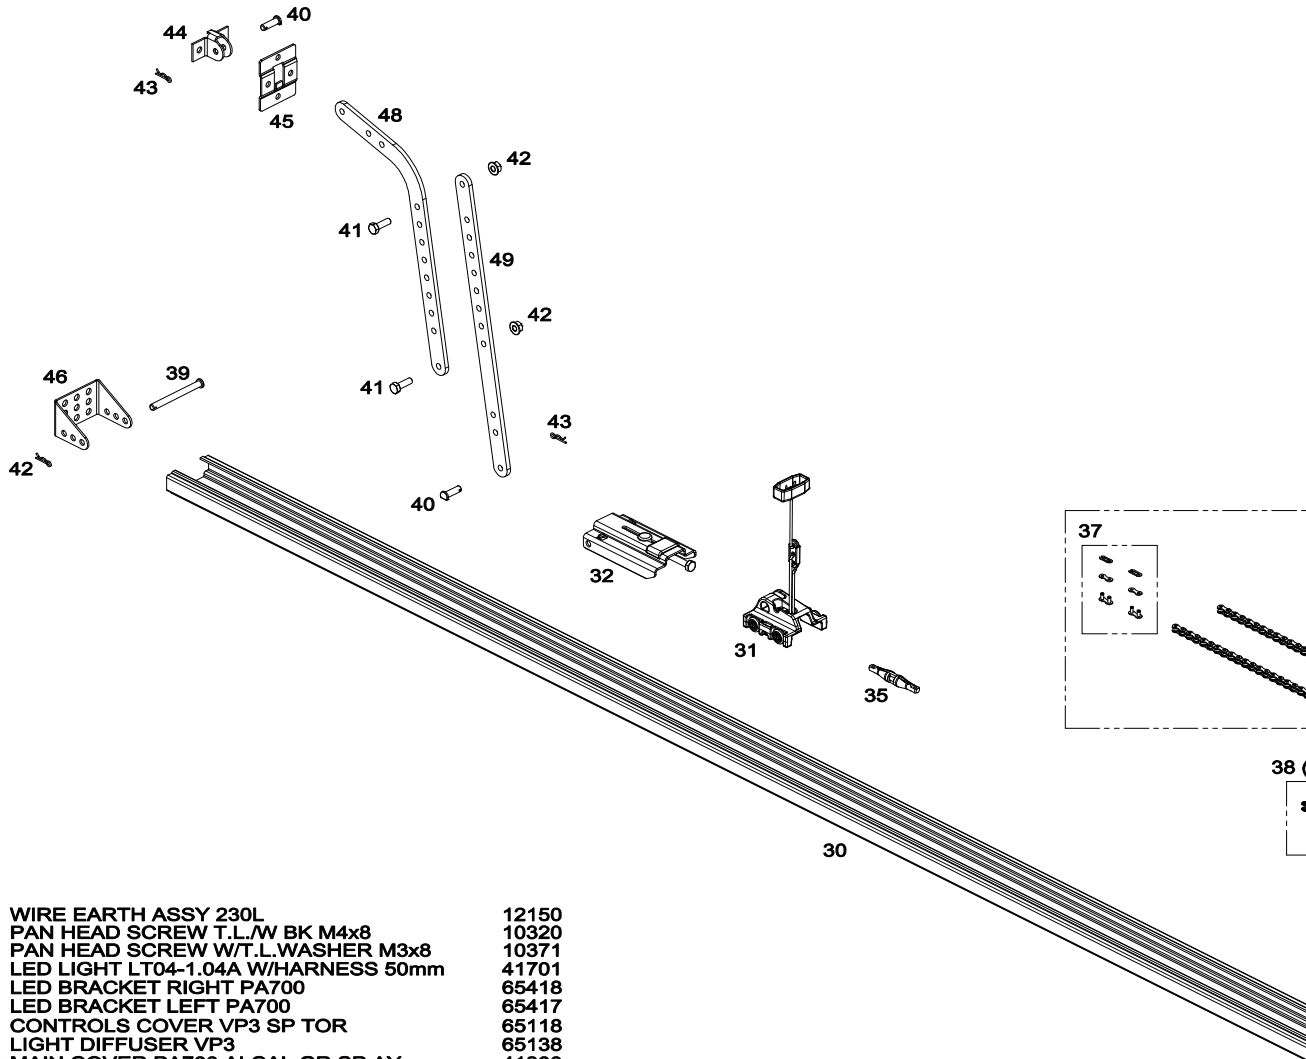 40
44
43
45
48
42
41
49
42
46
39
41
43
42
40
37
32
31
35
38 (
30
WIRE EARTH ASSY 230L 12150
PAN HEAD SCREW T.L./W BK M4x8 10320
PAN HEAD SCREW W/T.L.WASHER M3x8 10371
LED LIGHT LT04-1.04A W/HARNESS 50mm 41701
LED BRACKET RIGHT PA700 65418
LED BRACKET LEFT PA700 65417
CONTROLS COVER VP3 SP TOR 65118
LIGHT DIFFUSER VP3 65138